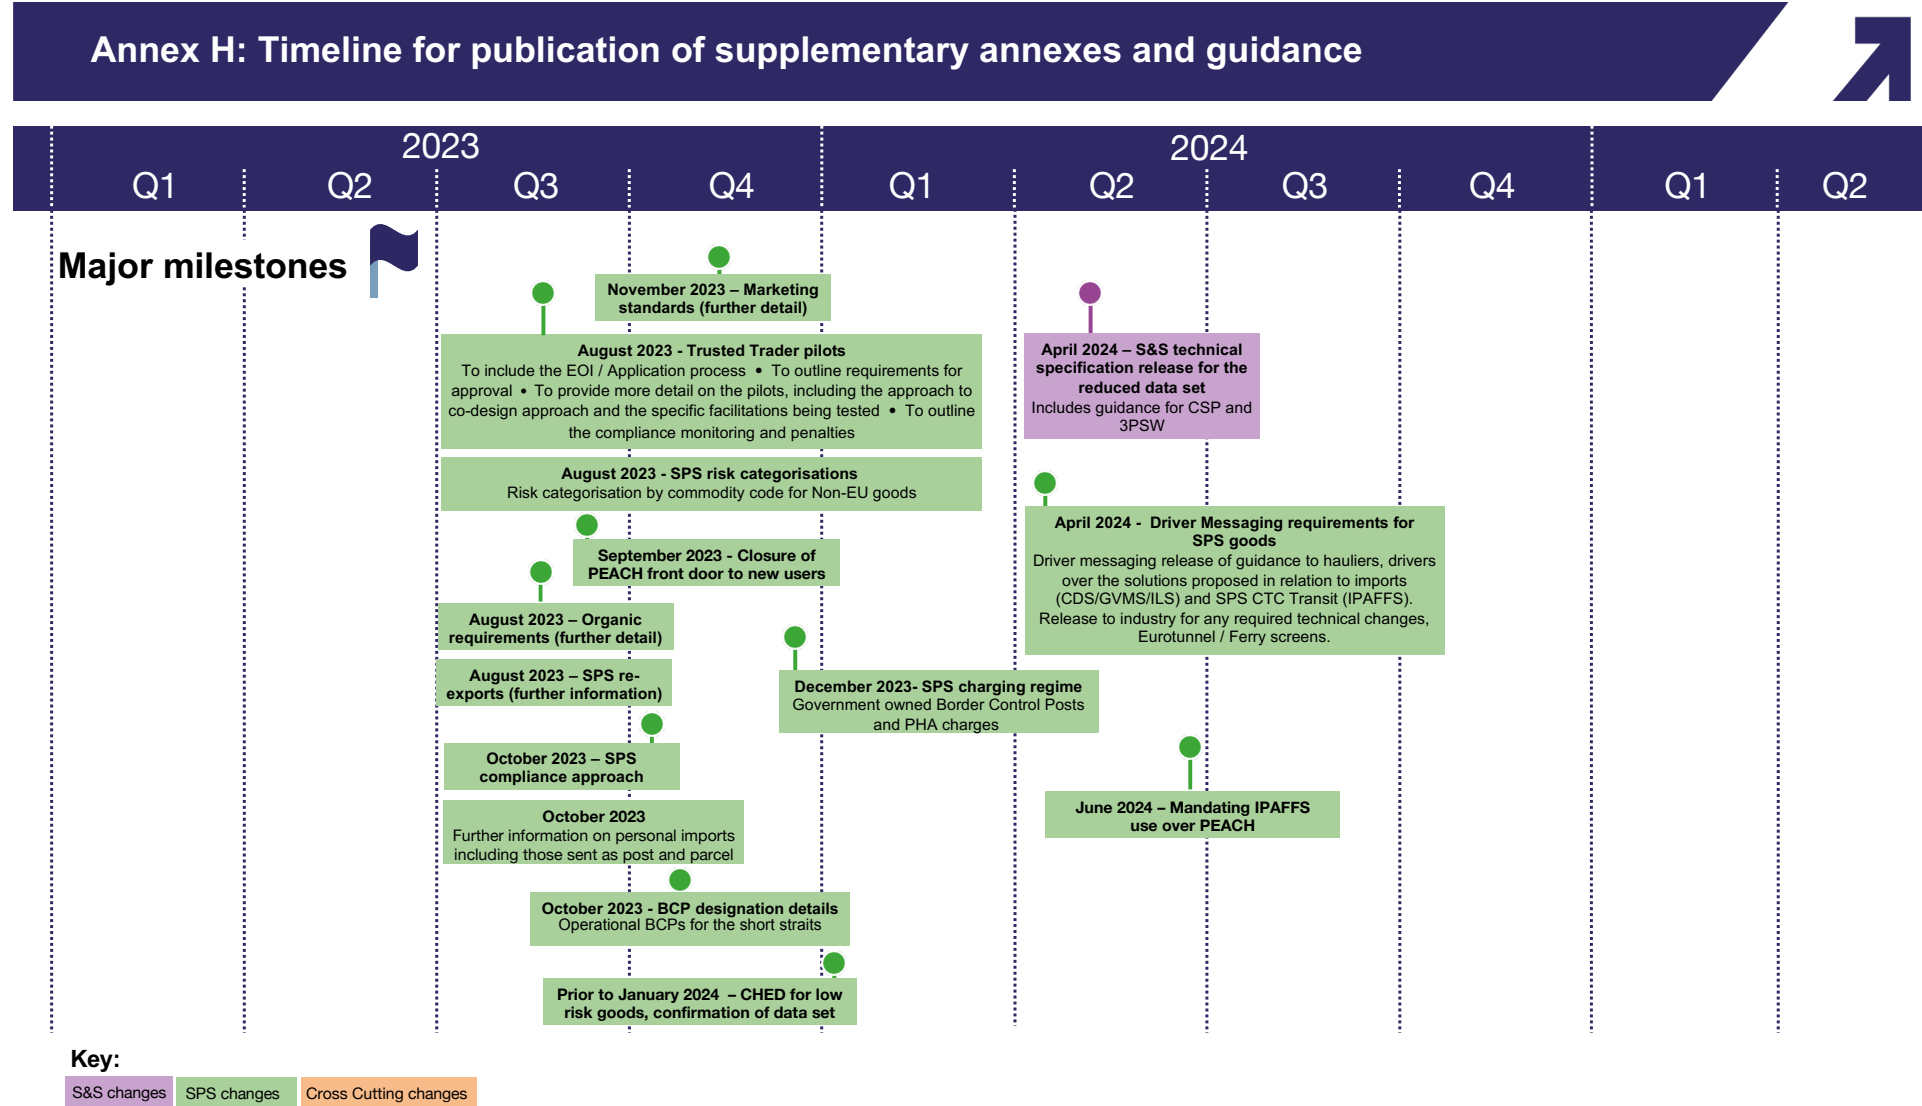 Annex H: Timeline for publication of supplementary annexes and guidance
2023
2024
Q1
Q2
Q3
Q4
Q1
Q2
Q3
Q4
Q1
Q2
Major milestones
November 2023 – Marketing
standards (further detail)
August 2023 - Trusted Trader pilots
To include the EOI / Application process • To outline requirements for
approval • To provide more detail on the pilots, including the approach to
co-design approach and the specific facilitations being tested • To outline
the compliance monitoring and penalties
April 2024 – S&S technical
specification release for the
reduced data set
Includes guidance for CSP and
3PSW
August 2023 - SPS risk categorisations
Risk categorisation by commodity code for Non-EU goods
September 2023 - Closure of
PEACH front door to new users
April 2024 - Driver Messaging requirements for
SPS goods
Driver messaging release of guidance to hauliers, drivers
over the solutions proposed in relation to imports
(CDS/GVMS/ILS) and SPS CTC Transit (IPAFFS).
Release to industry for any required technical changes,
Eurotunnel / Ferry screens.
August 2023 – Organic
requirements (further detail)
August 2023 – SPS re-
exports (further information)
December 2023- SPS charging regime
Government owned Border Control Posts
and PHA charges
October 2023 – SPS
compliance approach
October 2023
Further information on personal imports
including those sent as post and parcel
June 2024 – Mandating IPAFFS
use over PEACH
October 2023 - BCP designation details
Operational BCPs for the short straits
Prior to January 2024 – CHED for low
risk goods, confirmation of data set
Key:
S&S changes
SPS changes
Cross Cutting changes